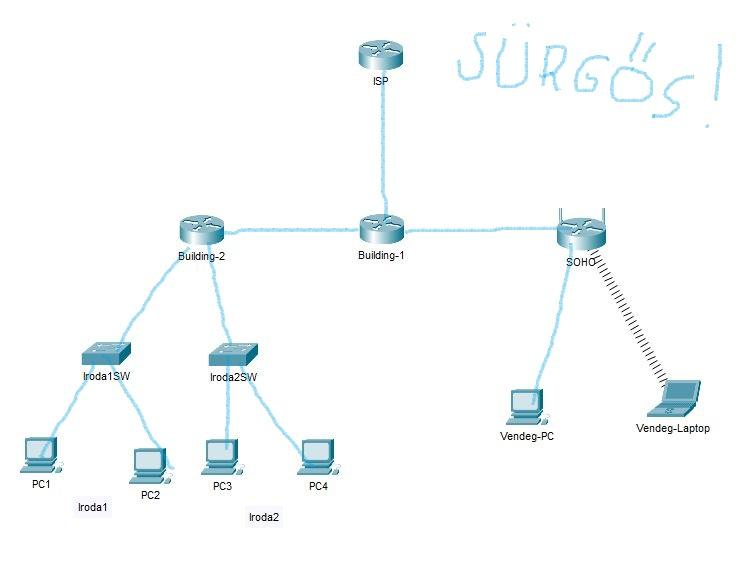 SÜRGŐS!
ISP
Building-2
Building-1
SOHO
Iroda1SW
Iroda2SW
Vendeg-PC
Vendeg-Laptop
PC1
PC2
PC3
PC4
Iroda1
Iroda2